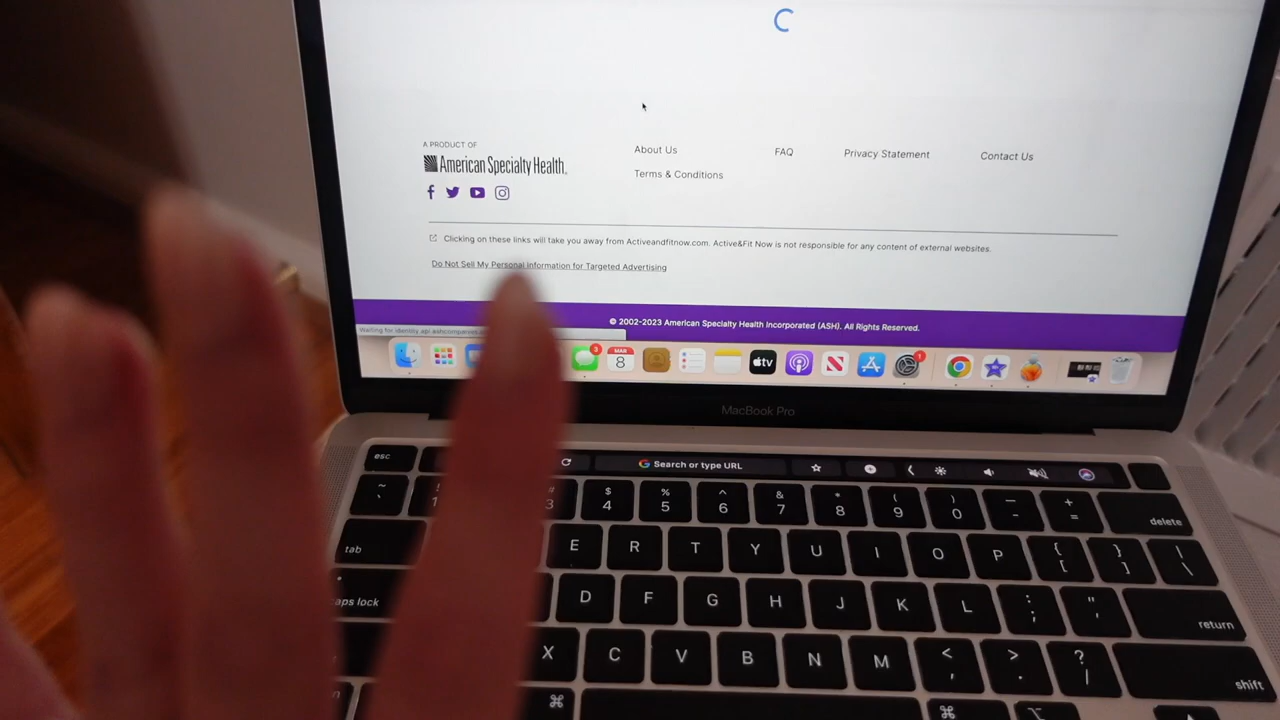 A PRODUCT OF
American Specialty Health.
About Us
FAQ
Privacy Statement
Contact Us
Terms & Conditions
Clicking on these links will take you away from Activeandfitnow.com. Active&Fit Now is not responsible for any content of external websites.
Do Not Sell My Personal Information for Targeted Advertising
© 2002-2023 American Specialty Health Incorporated (ASH). All Rights Reserved.
3
MAR
8
tv
1
MacBook Pro
esc
Search or type URL
~ `
# 3
$ 4
% 5
^ 6
& 7
* 8
( 9
) 0
_ -
+ =
delete
tab
E R T Y U I O P { [ } ] | \
caps lock
D F G H J K L : ; " ' return
X C V B N M < , > . ? / shift
⌘ ⌘